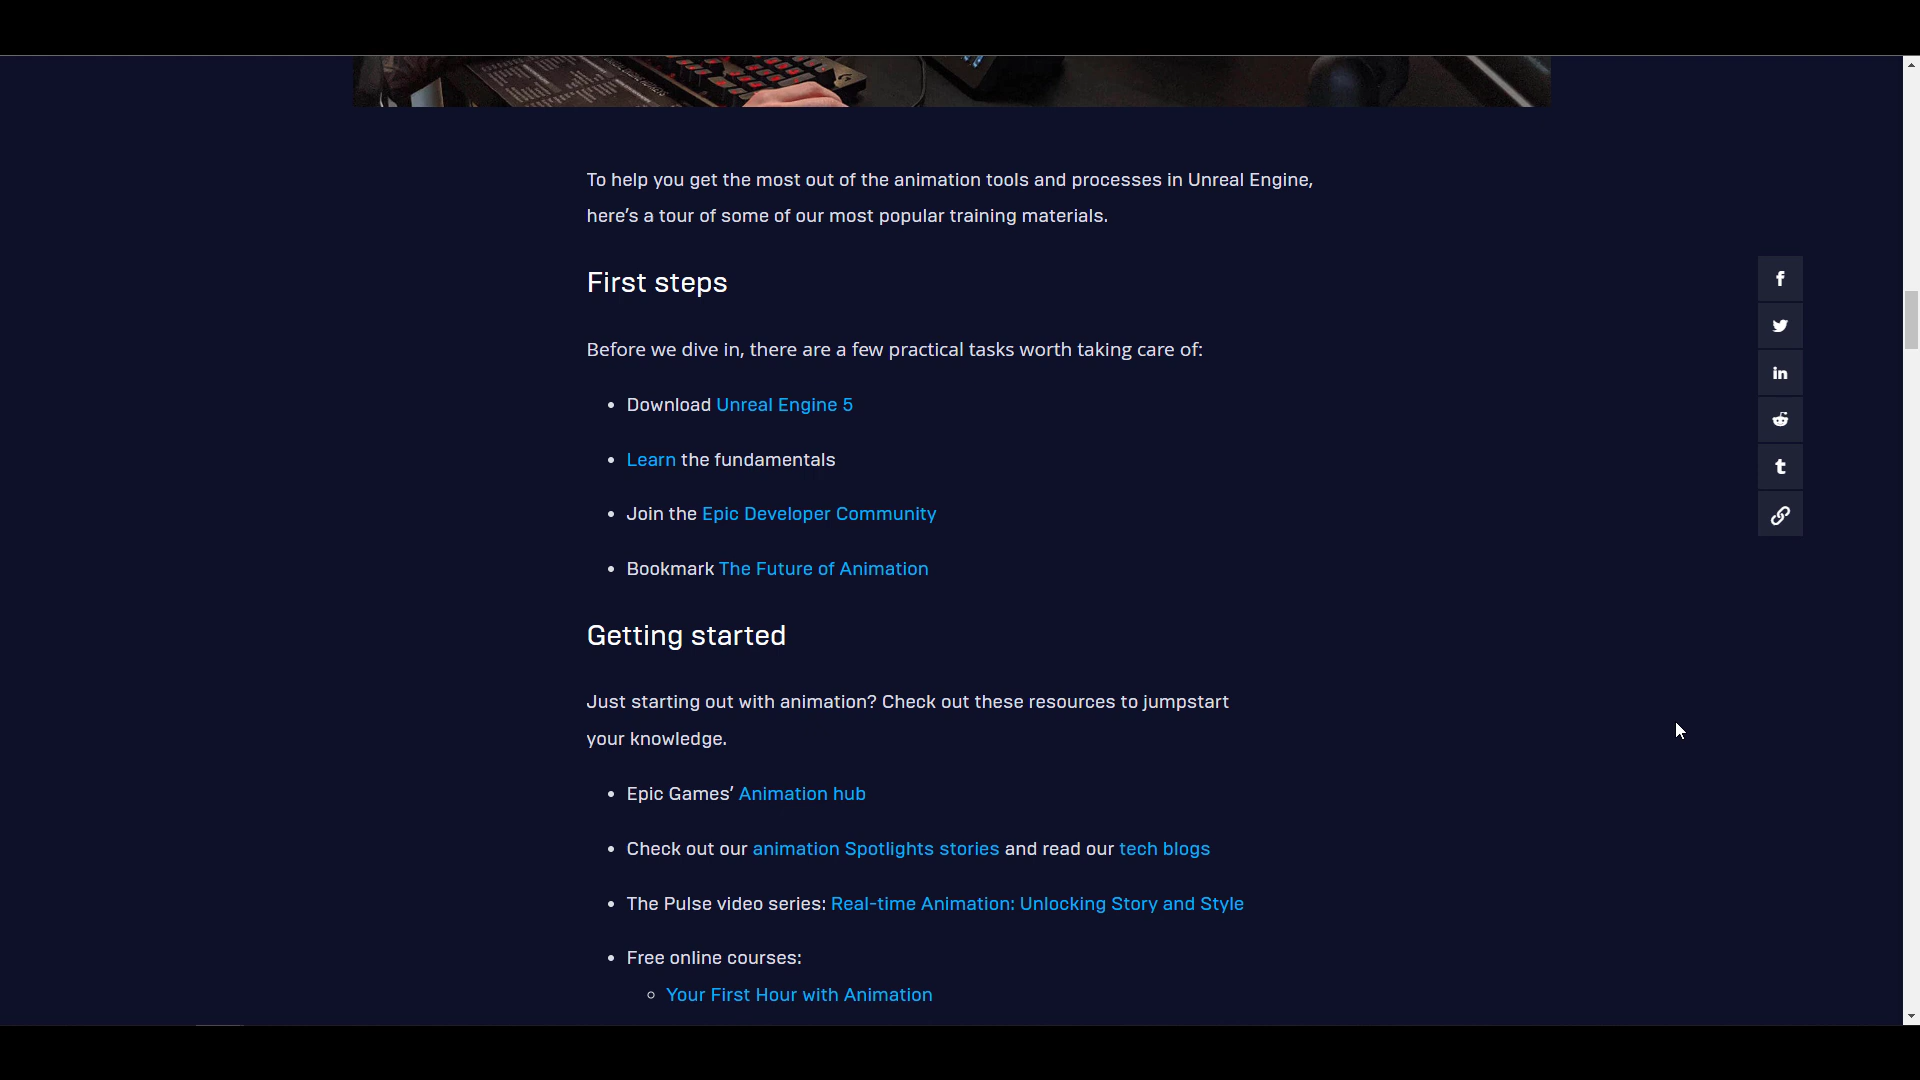 To help you get the most out of the animation tools and processes in Unreal Engine,
here’s a tour of some of our most popular training materials.
First steps
Before we dive in, there are a few practical tasks worth taking care of:
• Download Unreal Engine 5
• Learn the fundamentals
• Join the Epic Developer Community
• Bookmark The Future of Animation
Getting started
Just starting out with animation? Check out these resources to jumpstart
your knowledge.
• Epic Games’ Animation hub
• Check out our animation Spotlights stories and read our tech blogs
• The Pulse video series: Real-time Animation: Unlocking Story and Style
• Free online courses:
◦ Your First Hour with Animation